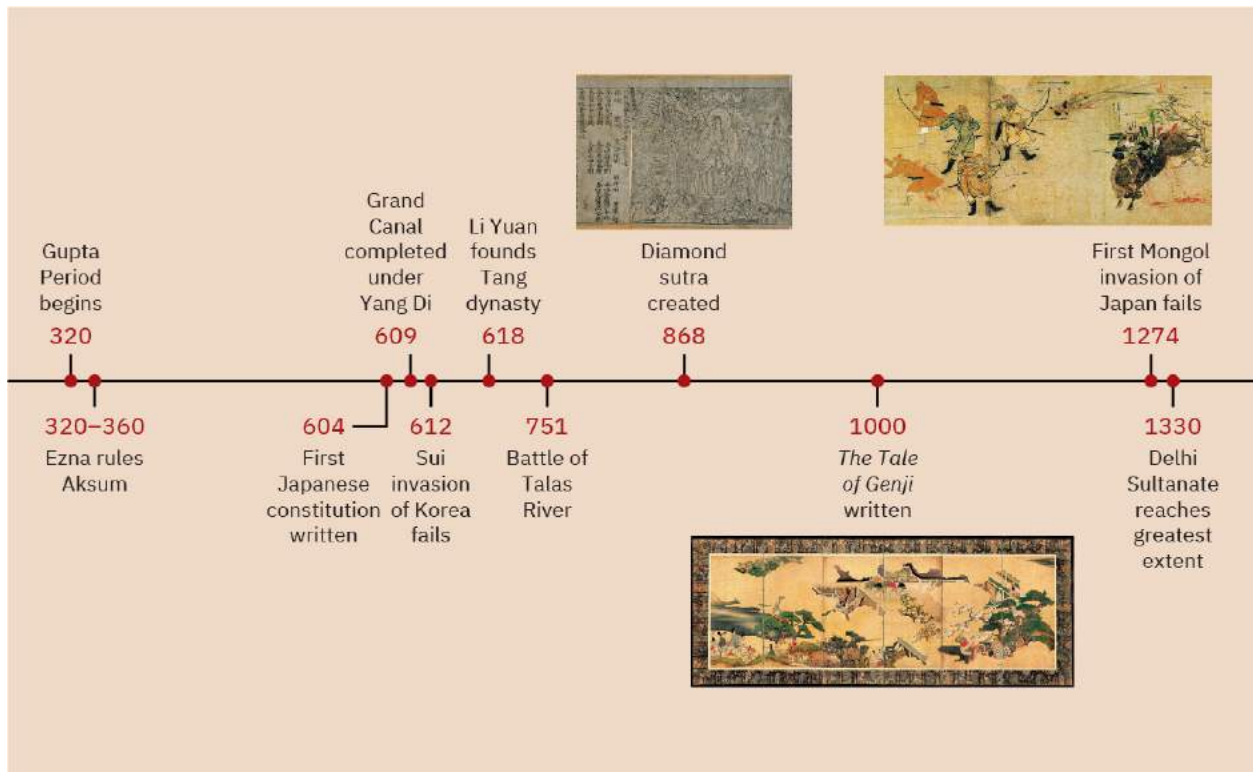 Gupta
Period
begins
320
320–360
Ezna rules
Aksum
604
First
Japanese
constitution
written
Grand
Canal
completed
under
Yang Di
609
612
Sui
invasion
of Korea
fails
Li Yuan
founds
Tang
dynasty
618
751
Battle of
Talas
River
Diamond
sutra
created
868
1000
The Tale
of Genji
written
First Mongol
invasion of
Japan fails
1274
1330
Delhi
Sultanate
reaches
greatest
extent